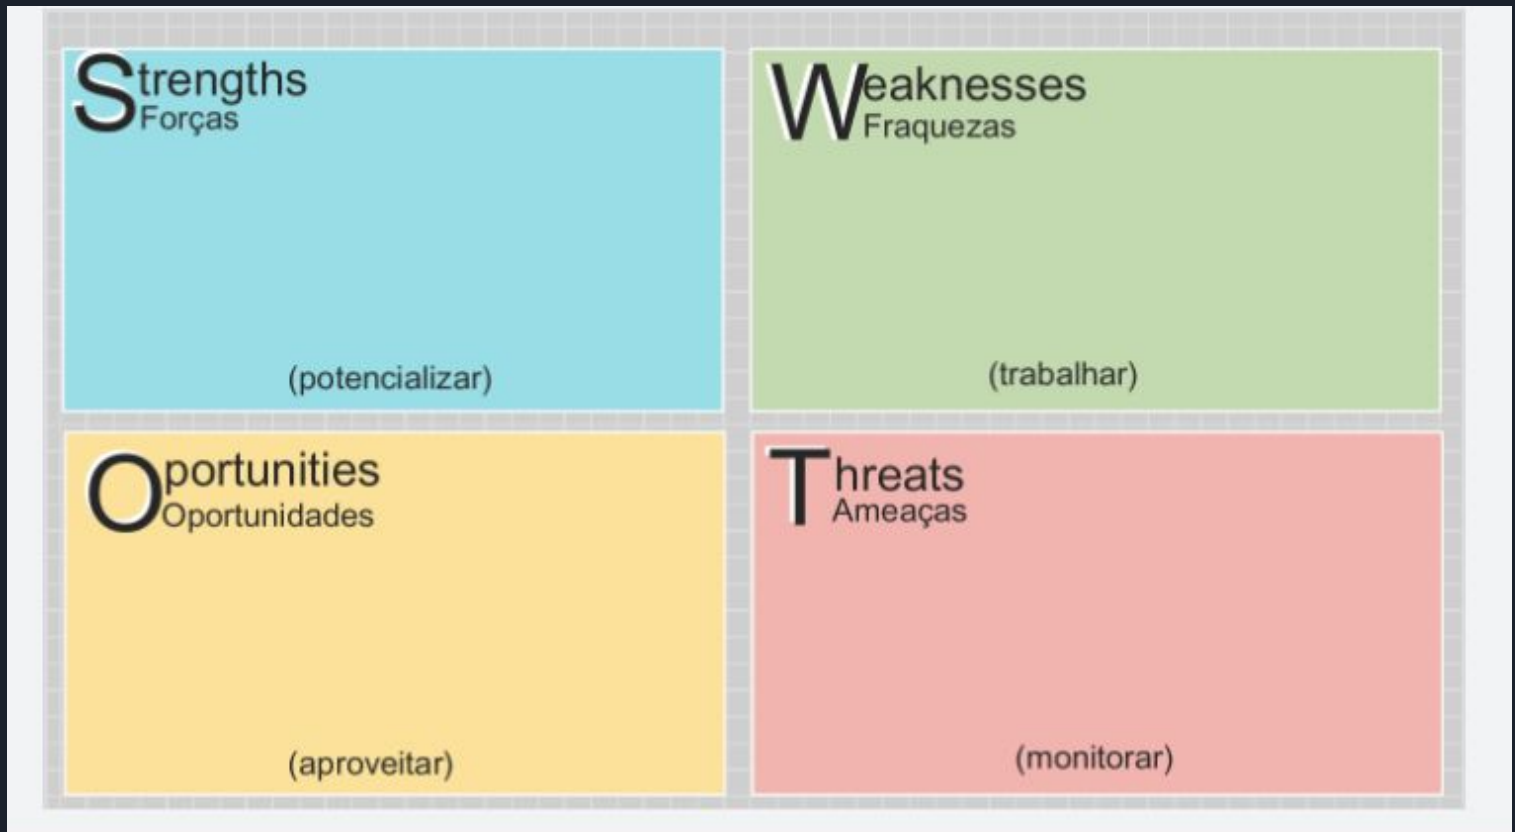 Strengths
Forças
(potencializar)
Weaknesses
Fraquezas
(trabalhar)
Oportunities
Oportunidades
(aproveitar)
Threats
Ameaças
(monitorar)